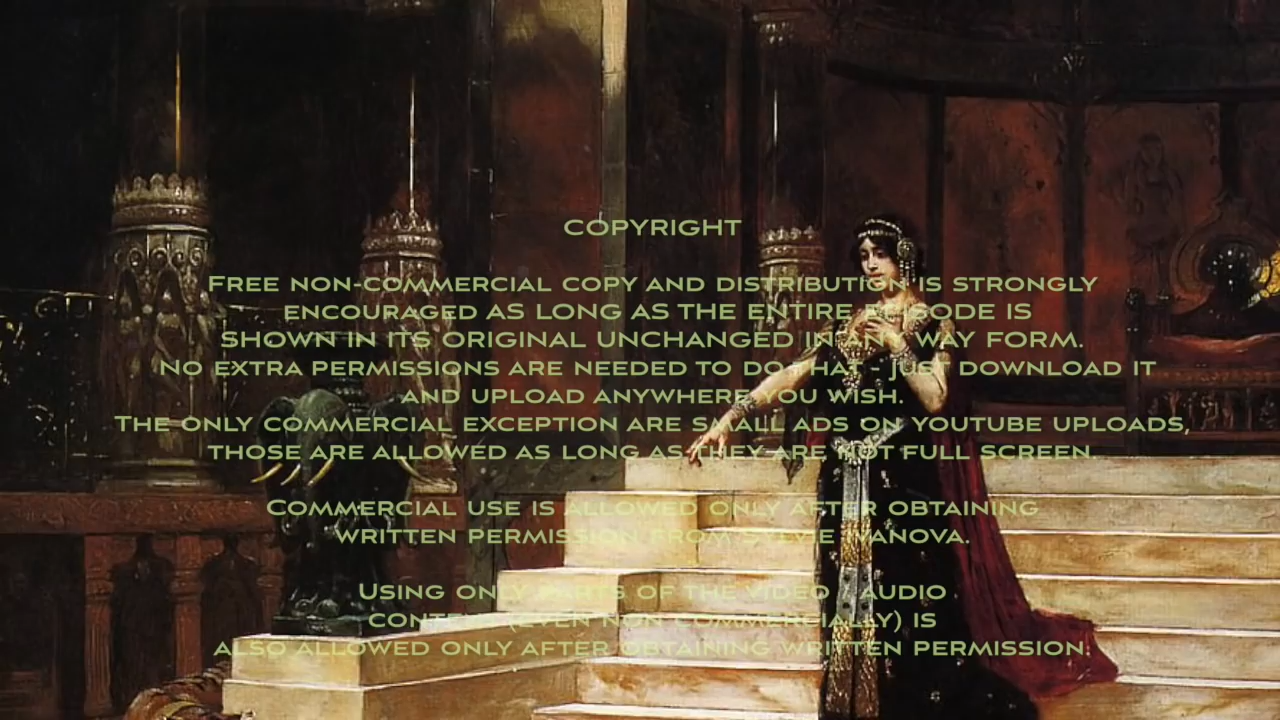 COPYRIGHT
FREE NON-COMMERCIAL COPY AND DISTRIBUTION IS STRONGLY
ENCOURAGED AS LONG AS THE ENTIRE EPISODE IS
SHOWN IN ITS ORIGINAL UNCHANGED IN ANY WAY FORM.
NO EXTRA PERMISSIONS ARE NEEDED TO DO THAT - JUST DOWNLOAD IT
AND UPLOAD ANYWHERE YOU WISH.
THE ONLY COMMERCIAL EXCEPTION ARE SMALL ADS ON YOUTUBE UPLOADS,
THOSE ARE ALLOWED AS LONG AS THEY ARE NOT FULL SCREEN.
COMMERCIAL USE IS ALLOWED ONLY AFTER OBTAINING
WRITTEN PERMISSION FROM SYLVIE IVANOVA.
USING ONLY PARTS OF THE VIDEO / AUDIO
CONTENT (EVEN NON COMMERCIALLY) IS
ALSO ALLOWED ONLY AFTER OBTAINING WRITTEN PERMISSION.